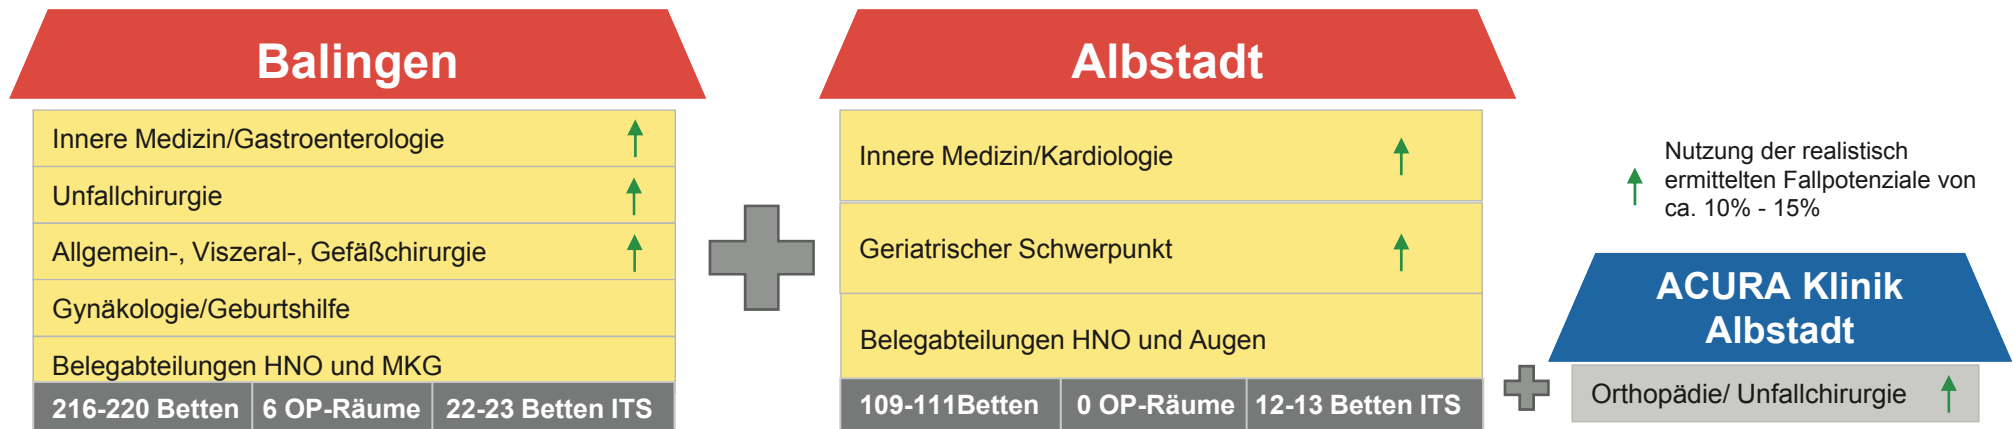 Balingen
Innere Medizin/Gastroenterologie
Unfallchirurgie
Allgemein-, Viszeral-, Gefäßchirurgie
Gynäkologie/Geburtshilfe
Belegabteilungen HNO und MKG
216-220 Betten
6 OP-Räume
22-23 Betten ITS
Albstadt
Innere Medizin/Kardiologie
Geriatrischer Schwerpunkt
Belegabteilungen HNO und Augen
109-111Betten
0 OP-Räume
12-13 Betten ITS
Nutzung der realistisch
ermittelten Fallpotenziale von
ca. 10% - 15%
ACURA Klinik
Albstadt
Orthopädie/ Unfallchirurgie